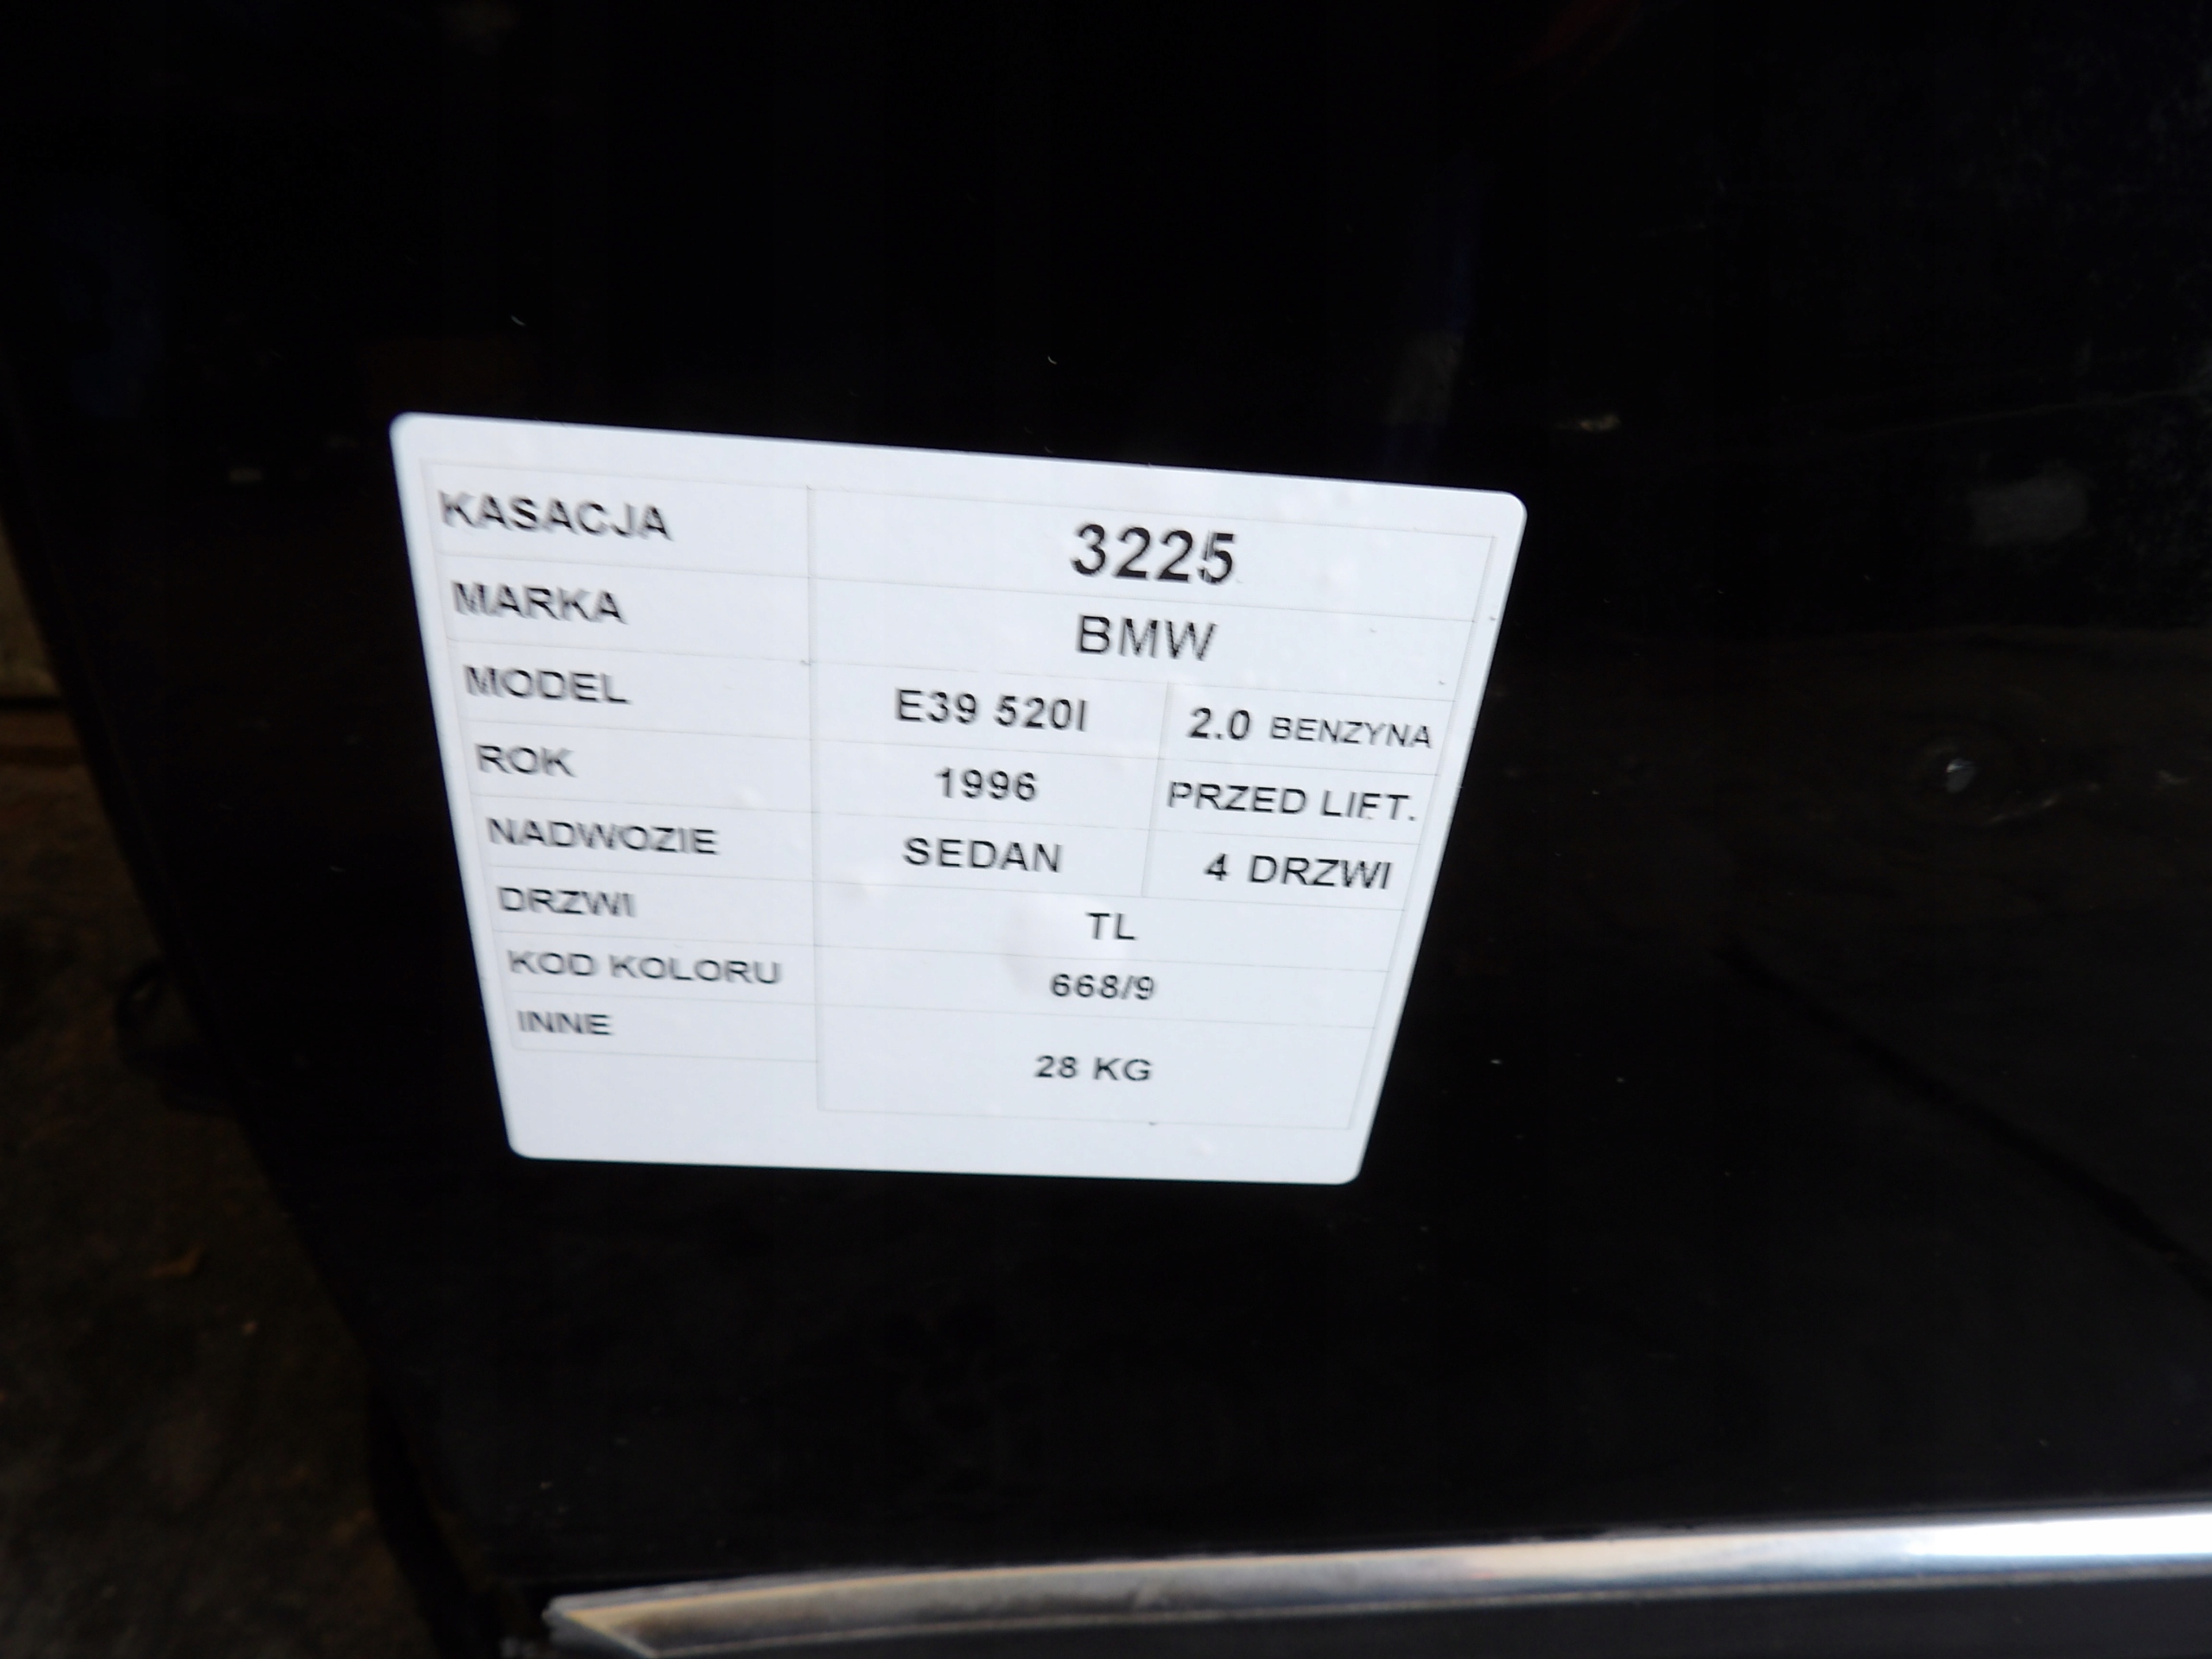 KASACJA 3225
MARKA BMW
MODEL E39 520I 2.0 BENZYNA
ROK 1996 PRZED LIFT.
NADWOZIE SEDAN 4 DRZWI
DRZWI TL
KOD KOLORU 668/9
INNE 28 KG